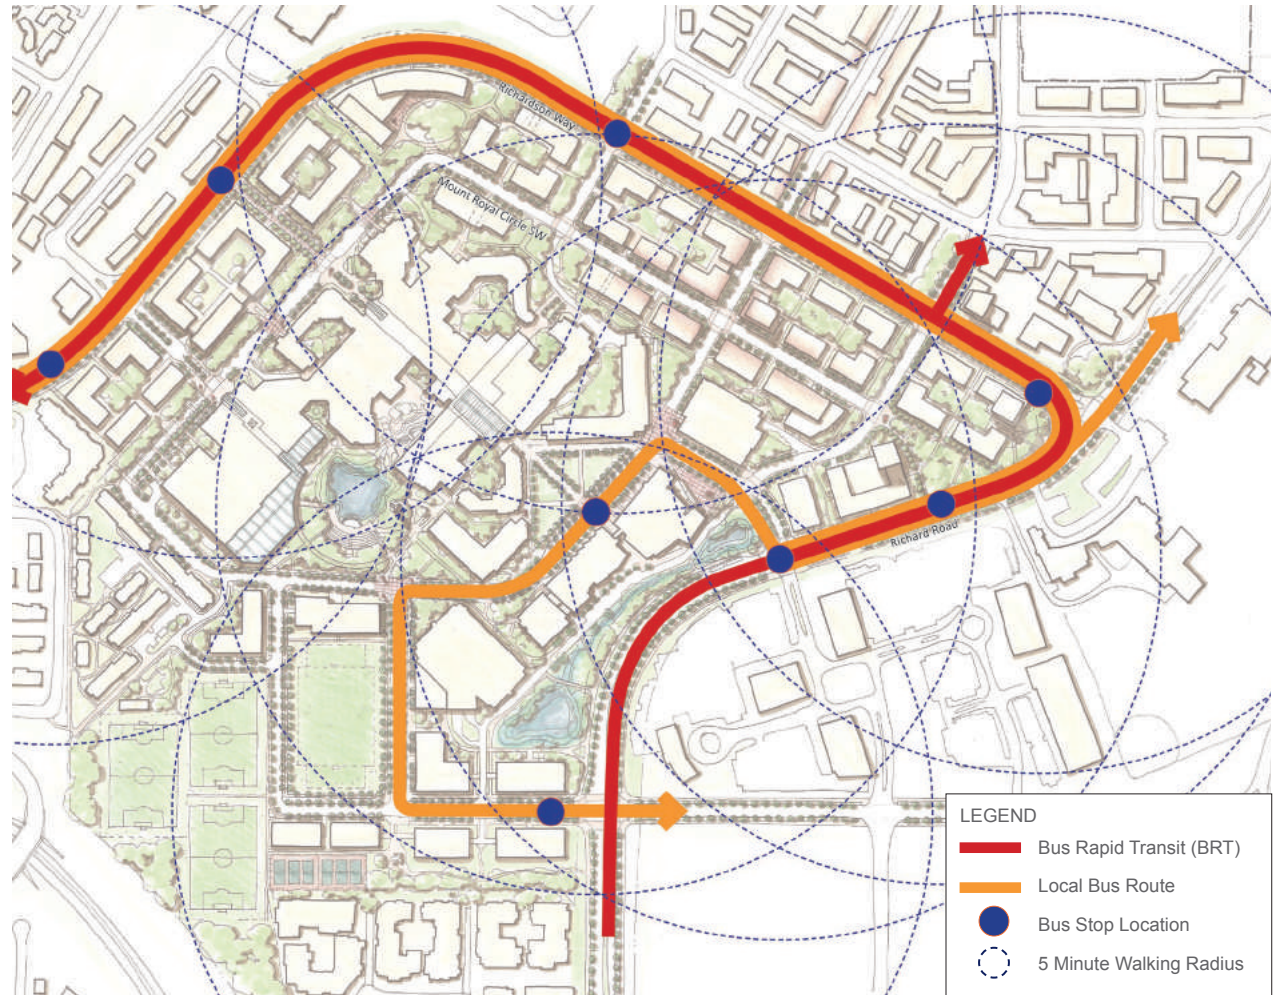 Richardson Way
Mount Royal Circle SW
Richard Road
LEGEND
Bus Rapid Transit (BRT)
Local Bus Route
Bus Stop Location
5 Minute Walking Radius